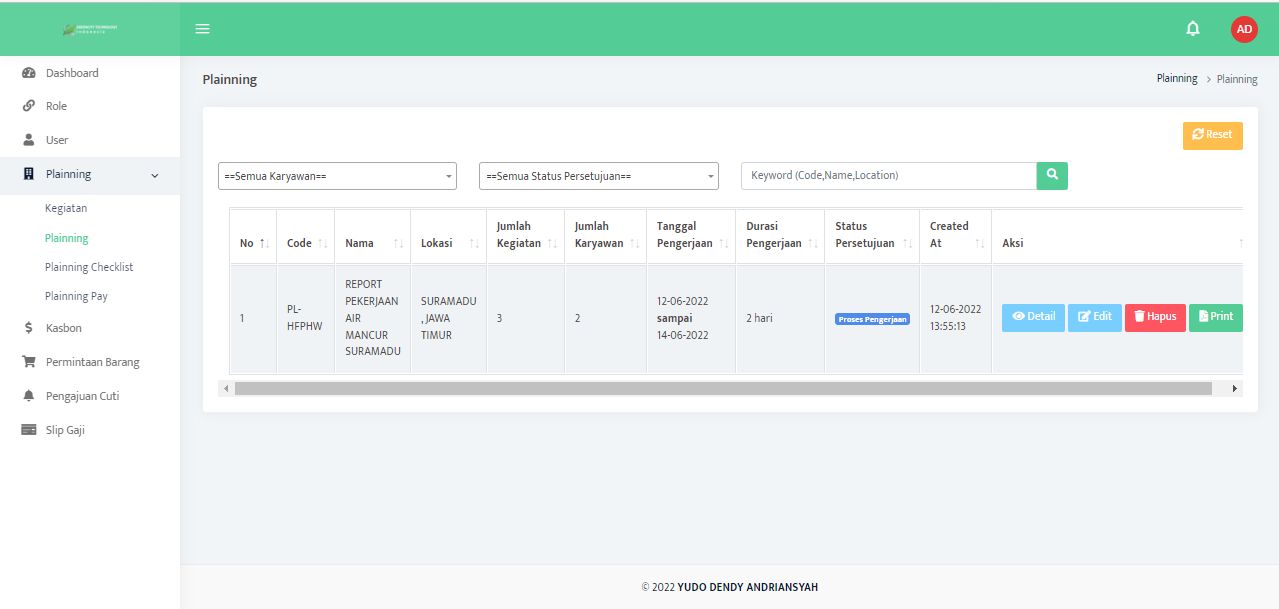 AD
Dashboard
Role
User
Plainning
Kegiatan
Plainning
Plainning Checklist
Plainning Pay
Kasbon
Permintaan Barang
Pengajuan Cuti
Slip Gaji
Plainning
Plainning > Plainning
Reset
==Semua Karyawan==
==Semua Status Persetujuan==
Keyword (Code,Name,Location)
No
Code
Nama
Lokasi
Jumlah
Kegiatan
Jumlah
Karyawan
Tanggal
Pengerjaan
Durasi
Pengerjaan
Status
Persetujuan
Created
At
Aksi
1
PL-
HFPHW
REPORT
PEKERJAAN
AIR
MANCUR
SURAMADU
SURAMADU
, JAWA
TIMUR
3
2
12-06-2022
sampai
14-06-2022
2 hari
Proses Pengerjaan
12-06-2022
13:55:13
Detail
Edit
Hapus
Print
© 2022 YUDO DENDY ANDRIANSYAH